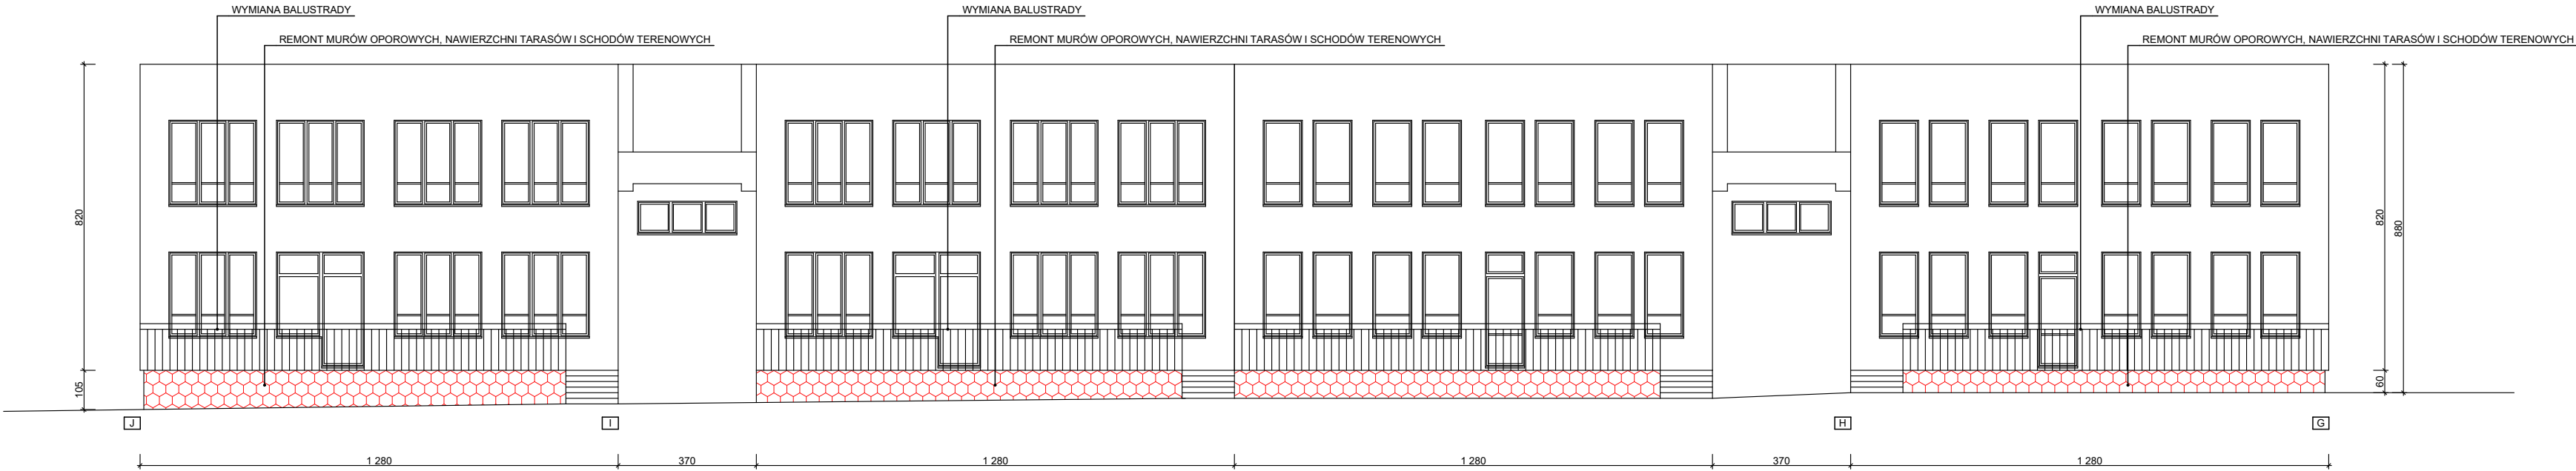 WYMIANA BALUSTRADY
WYMIANA BALUSTRADY
WYMIANA BALUSTRADY
REMONT MURÓW OPOROWYCH, NAWIERZCHNI TARASÓW I SCHODÓW TERENOWYCH
REMONT MURÓW OPOROWYCH, NAWIERZCHNI TARASÓW I SCHODÓW TERENOWYCH
REMONT MURÓW OPOROWYCH, NAWIERZCHNI TARASÓW I SCHODÓW TERENOWYCH
820
820
880
105
60
J
I
H
G
1 280
370
1 280
1 280
370
1 280